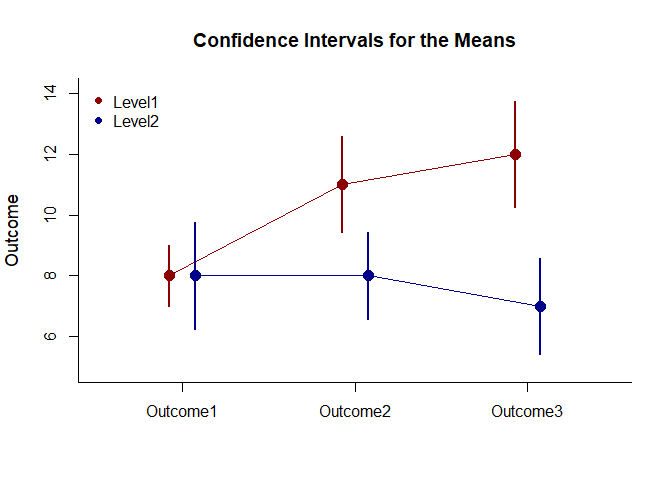 Confidence Intervals for the Means
Outcome
14
12
10
8
6
Level1
Level2
Outcome1
Outcome2
Outcome3